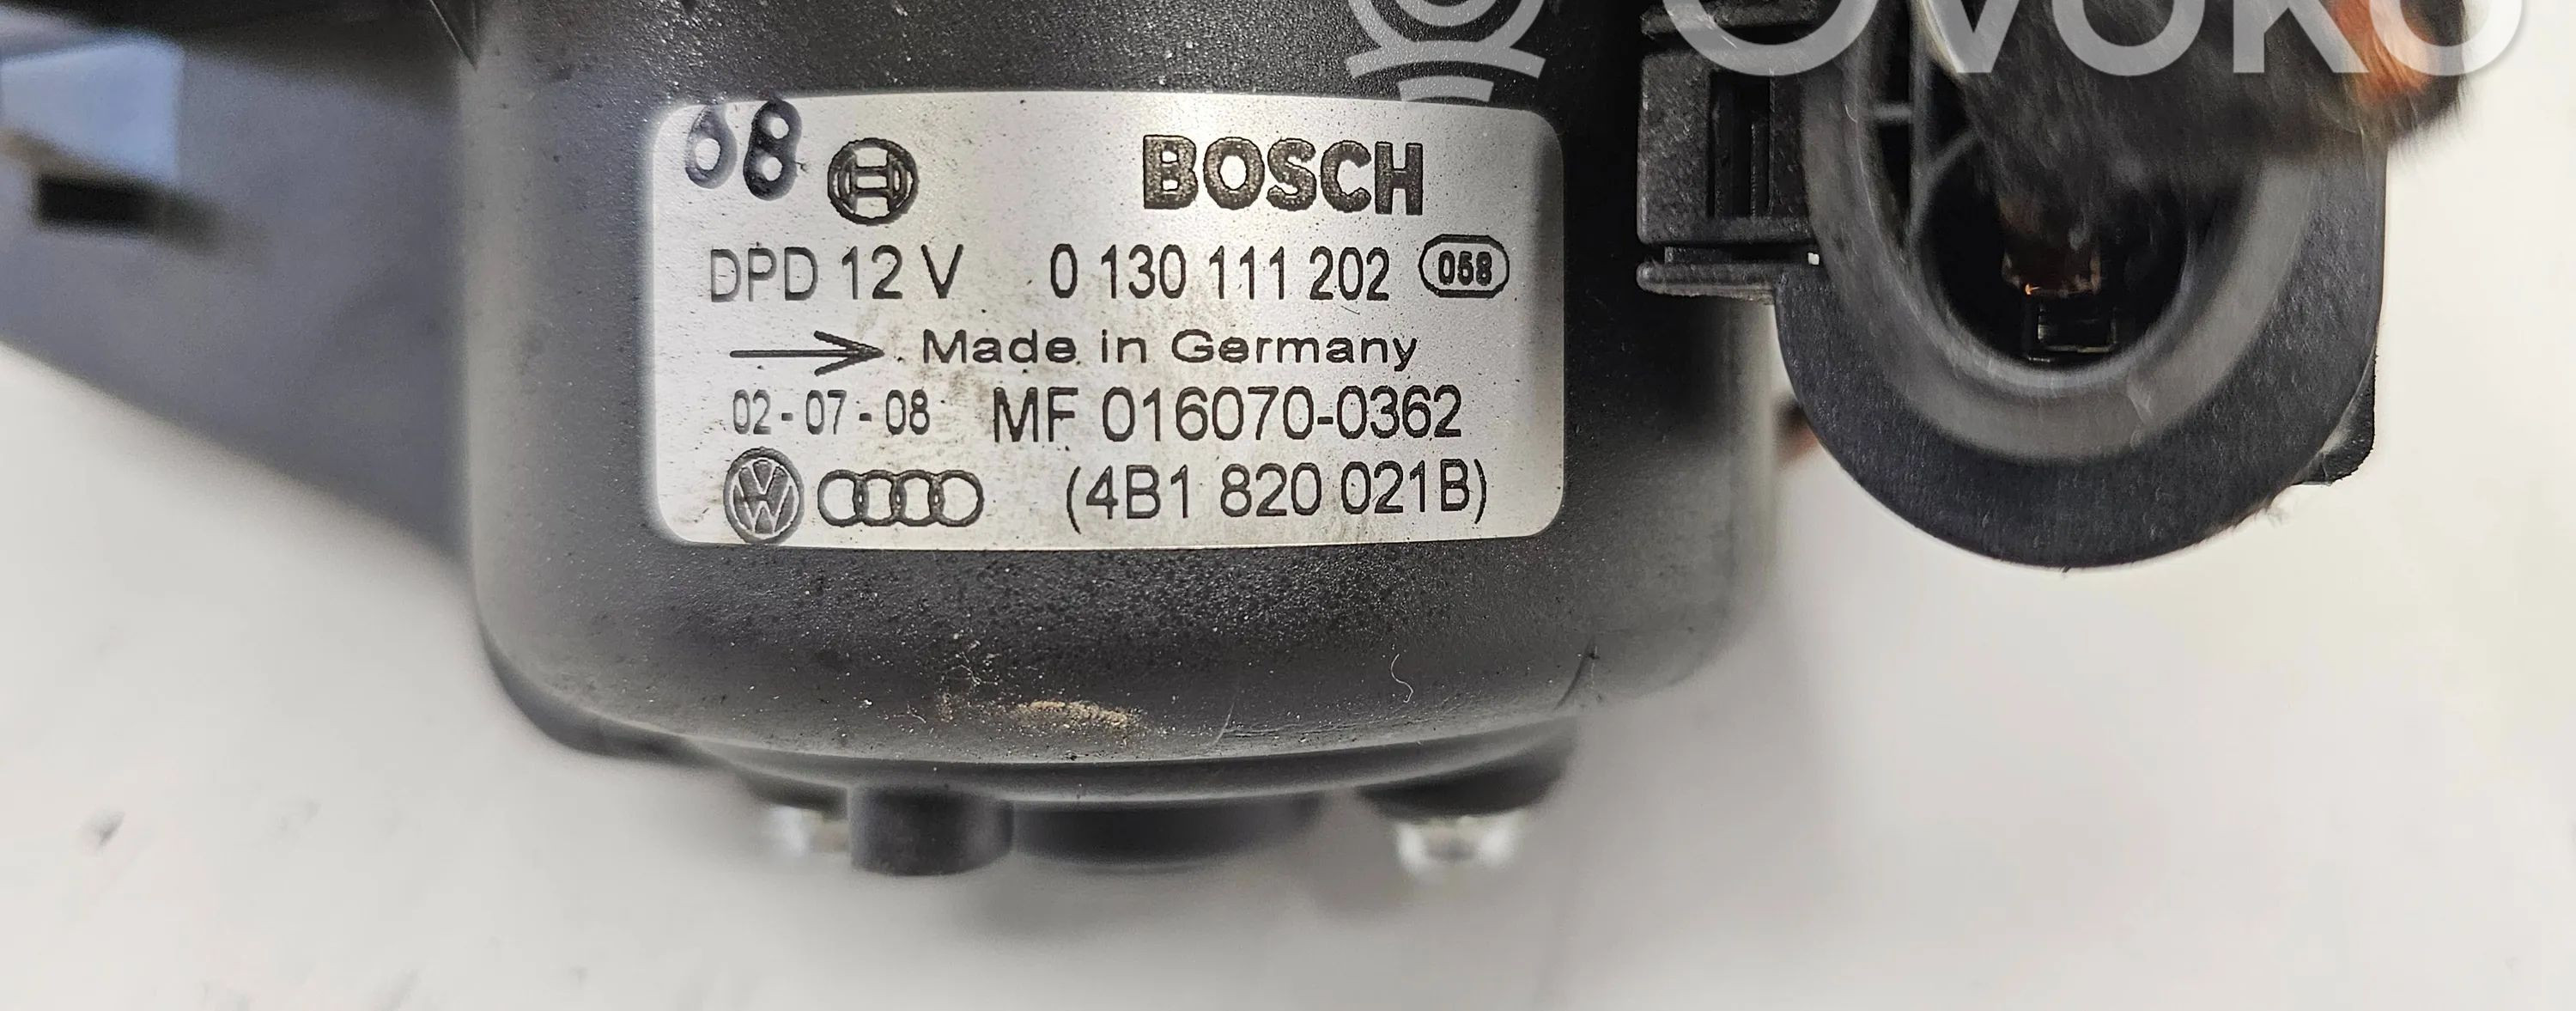 OVOKO
68 BOSCH
DPD 12 V 0 130 111 202 058
Made in Germany
02-07-08 MF 016070-0362
(4B1 820 021B)